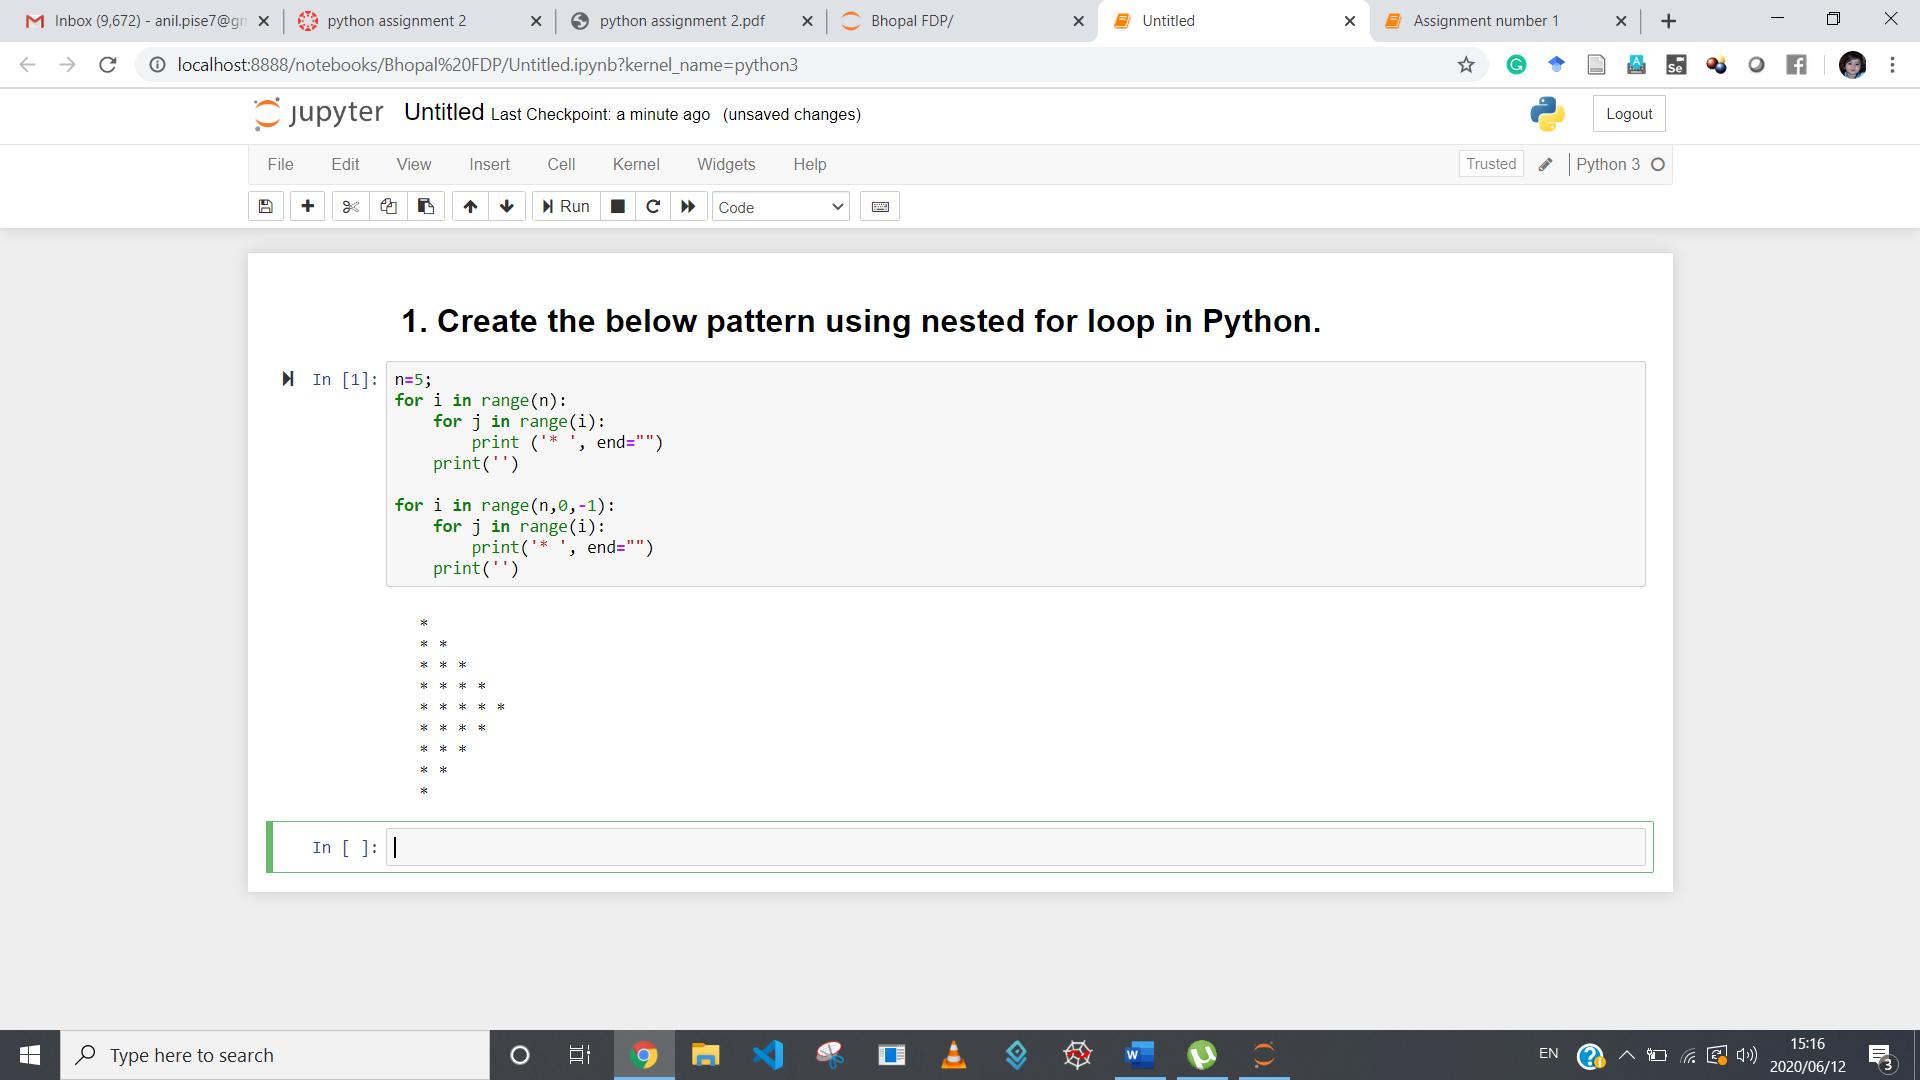 Inbox (9,672) - anil.pise7@gm
python assignment 2
python assignment 2.pdf
Bhopal FDP/
Untitled
Assignment number 1
localhost:8888/notebooks/Bhopal%20FDP/Untitled.ipynb?kernel_name=python3
jupyter Untitled Last Checkpoint: a minute ago (unsaved changes)
Logout
File Edit View Insert Cell Kernel Widgets Help
Trusted
Python 3
Run
Code
1. Create the below pattern using nested for loop in Python.
In [1]:
n=5;
for i in range(n):
    for j in range(i):
        print ('* ', end="")
    print('')

for i in range(n,0,-1):
    for j in range(i):
        print('* ', end="")
    print('')
*
* *
* * *
* * * *
* * * * *
* * * *
* * *
* *
*
In [ ]:
Type here to search
EN
15:16
2020/06/12
3